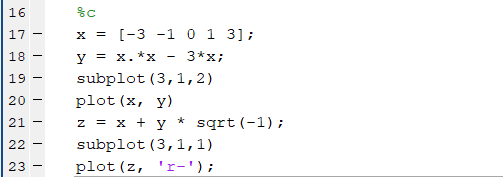 16 %c
17 – x = [-3 -1 0 1 3];
18 – y = x.*x - 3*x;
19 – subplot(3,1,2)
20 – plot(x, y)
21 – z = x + y * sqrt(-1);
22 – subplot(3,1,1)
23 – plot(z, 'r-');